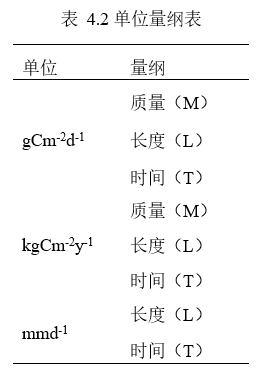 表 4.2 单位量纲表
单位 量纲
质量（M）
gCm-2d-1 长度（L）
时间（T）
质量（M）
kgCm-2y-1 长度（L）
时间（T）
长度（L）
mmd-1
时间（T）